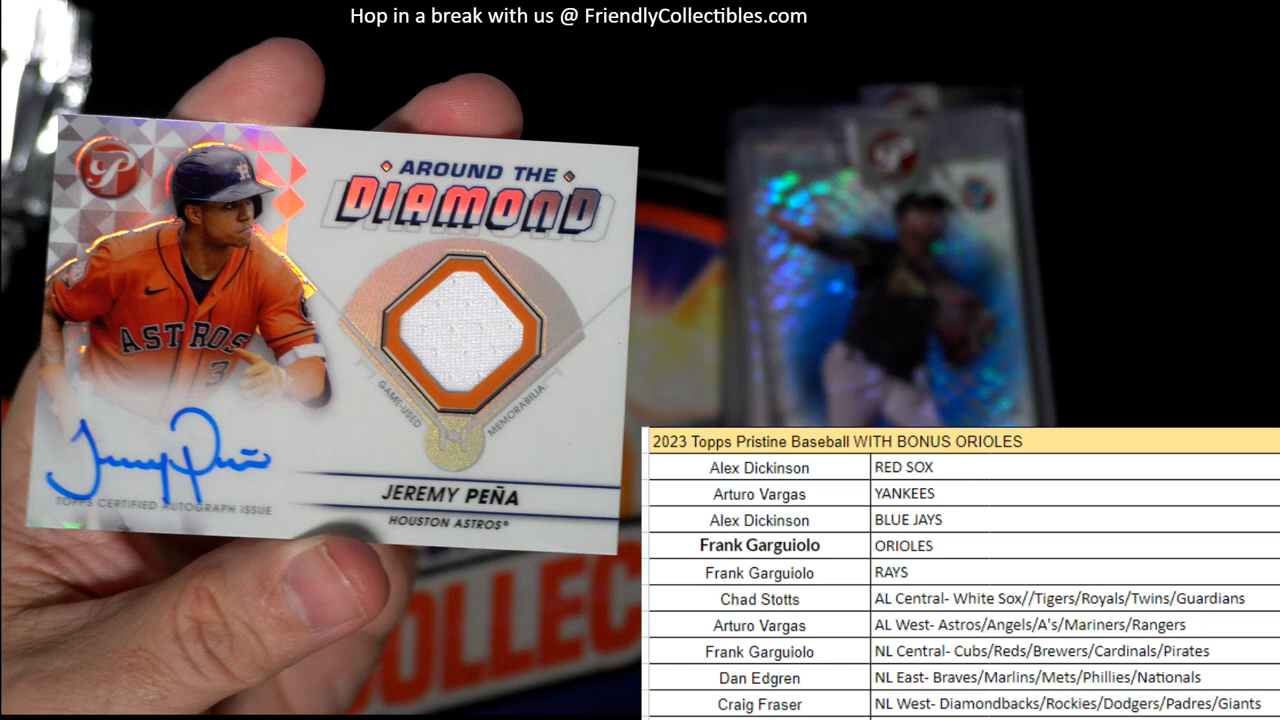 Hop in a break with us @ FriendlyCollectibles.com
AROUND THE
DIAMOND
ASTROS
3
GAME-USED
MEMORABILIA
Jeremy Peña
TOPPS CERTIFIED AUTOGRAPH ISSUE
JEREMY PEÑA
HOUSTON ASTROS®
COLLEC
2023 Topps Pristine Baseball WITH BONUS ORIOLES
Alex Dickinson RED SOX
Arturo Vargas YANKEES
Alex Dickinson BLUE JAYS
Frank Garguiolo ORIOLES
Frank Garguiolo RAYS
Chad Stotts AL Central- White Sox//Tigers/Royals/Twins/Guardians
Arturo Vargas AL West- Astros/Angels/A's/Mariners/Rangers
Frank Garguiolo NL Central- Cubs/Reds/Brewers/Cardinals/Pirates
Dan Edgren NL East- Braves/Marlins/Mets/Phillies/Nationals
Craig Fraser NL West- Diamondbacks/Rockies/Dodgers/Padres/Giants